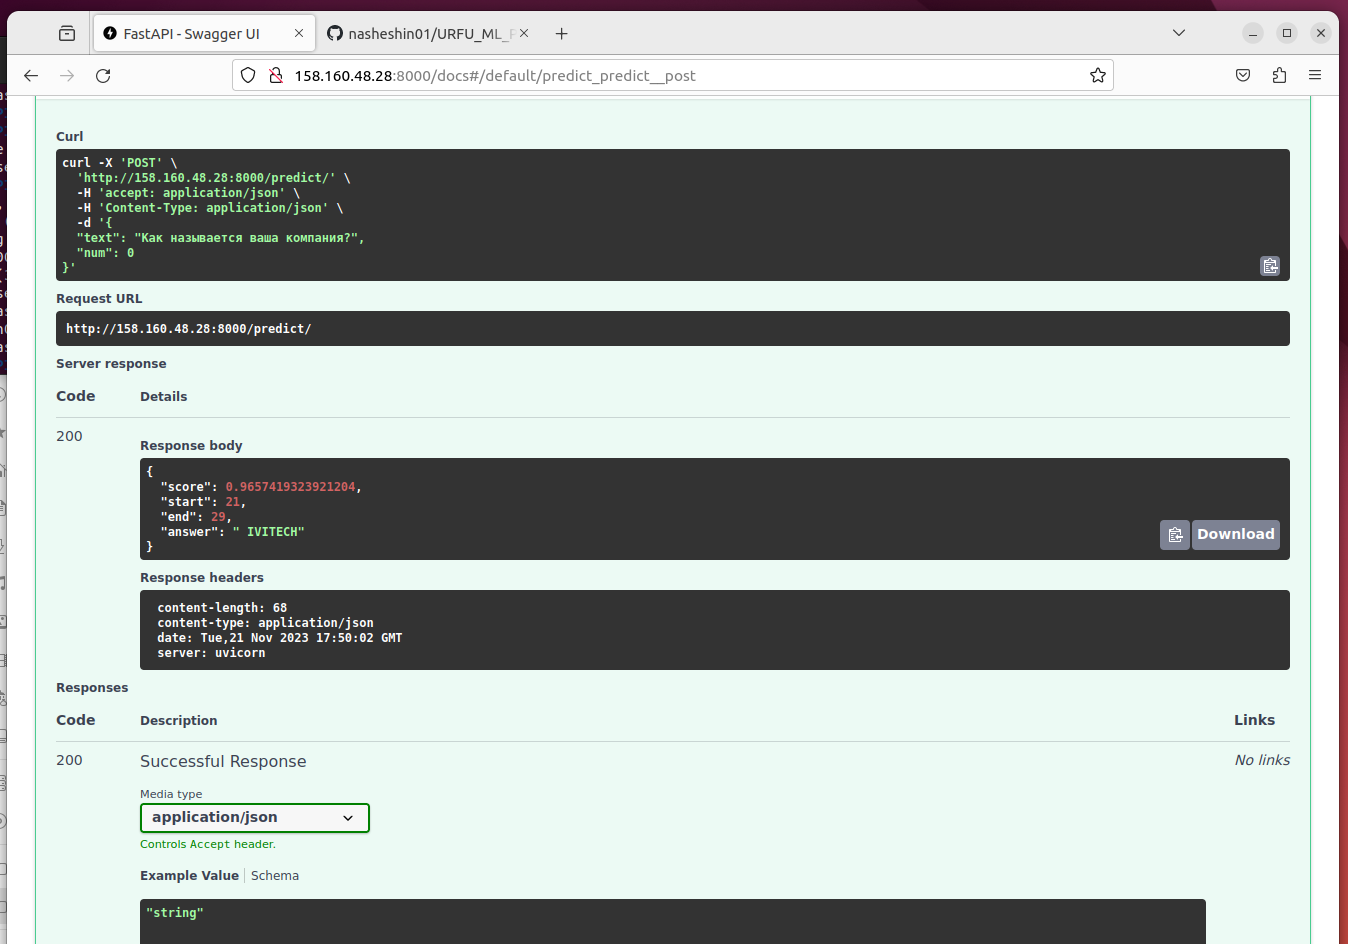 FastAPI - Swagger UI
nasheshin01/URFU_ML_
158.160.48.28:8000/docs#/default/predict_predict__post
Curl
curl -X 'POST' \
'http://158.160.48.28:8000/predict/' \
-H 'accept: application/json' \
-H 'Content-Type: application/json' \
-d '{
"text": "Как называется ваша компания?",
"num": 0
}'
Request URL
http://158.160.48.28:8000/predict/
Server response
Code Details
200
Response body
{
"score": 0.9657419323921204,
"start": 21,
"end": 29,
"answer": " IVITECH"
}
Download
Response headers
content-length: 68
content-type: application/json
date: Tue,21 Nov 2023 17:50:02 GMT
server: uvicorn
Responses
Code Description Links
200 Successful Response No links
Media type
application/json
Controls Accept header.
Example Value Schema
"string"